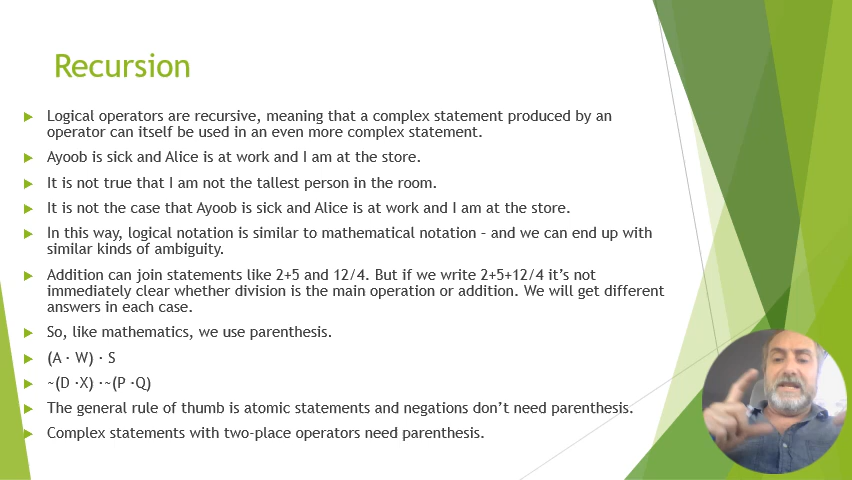 Recursion
Logical operators are recursive, meaning that a complex statement produced by an
operator can itself be used in an even more complex statement.
Ayoob is sick and Alice is at work and I am at the store.
It is not true that I am not the tallest person in the room.
It is not the case that Ayoob is sick and Alice is at work and I am at the store.
In this way, logical notation is similar to mathematical notation – and we can end up with
similar kinds of ambiguity.
Addition can join statements like 2+5 and 12/4. But if we write 2+5+12/4 it’s not
immediately clear whether division is the main operation or addition. We will get different
answers in each case.
So, like mathematics, we use parenthesis.
(A · W) · S
~(D ·X) ·~(P ·Q)
The general rule of thumb is atomic statements and negations don’t need parenthesis.
Complex statements with two-place operators need parenthesis.